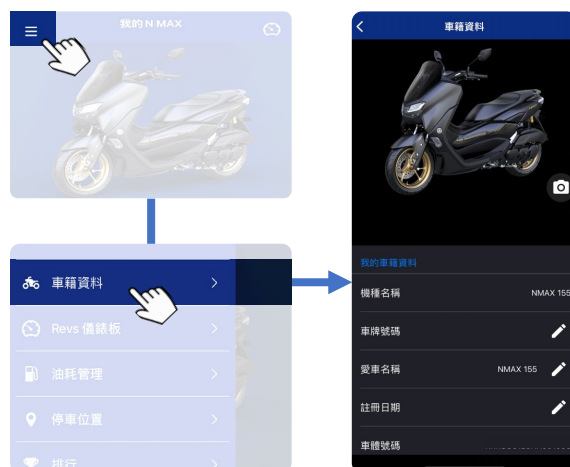 我的 N MAX
車籍資料
Revs 儀錶板
油耗管理
停車位置
排行
車籍資料
我的車籍資料
機種名稱 NMAX 155
車牌號碼
愛車名稱 NMAX 155
註冊日期
車體號碼